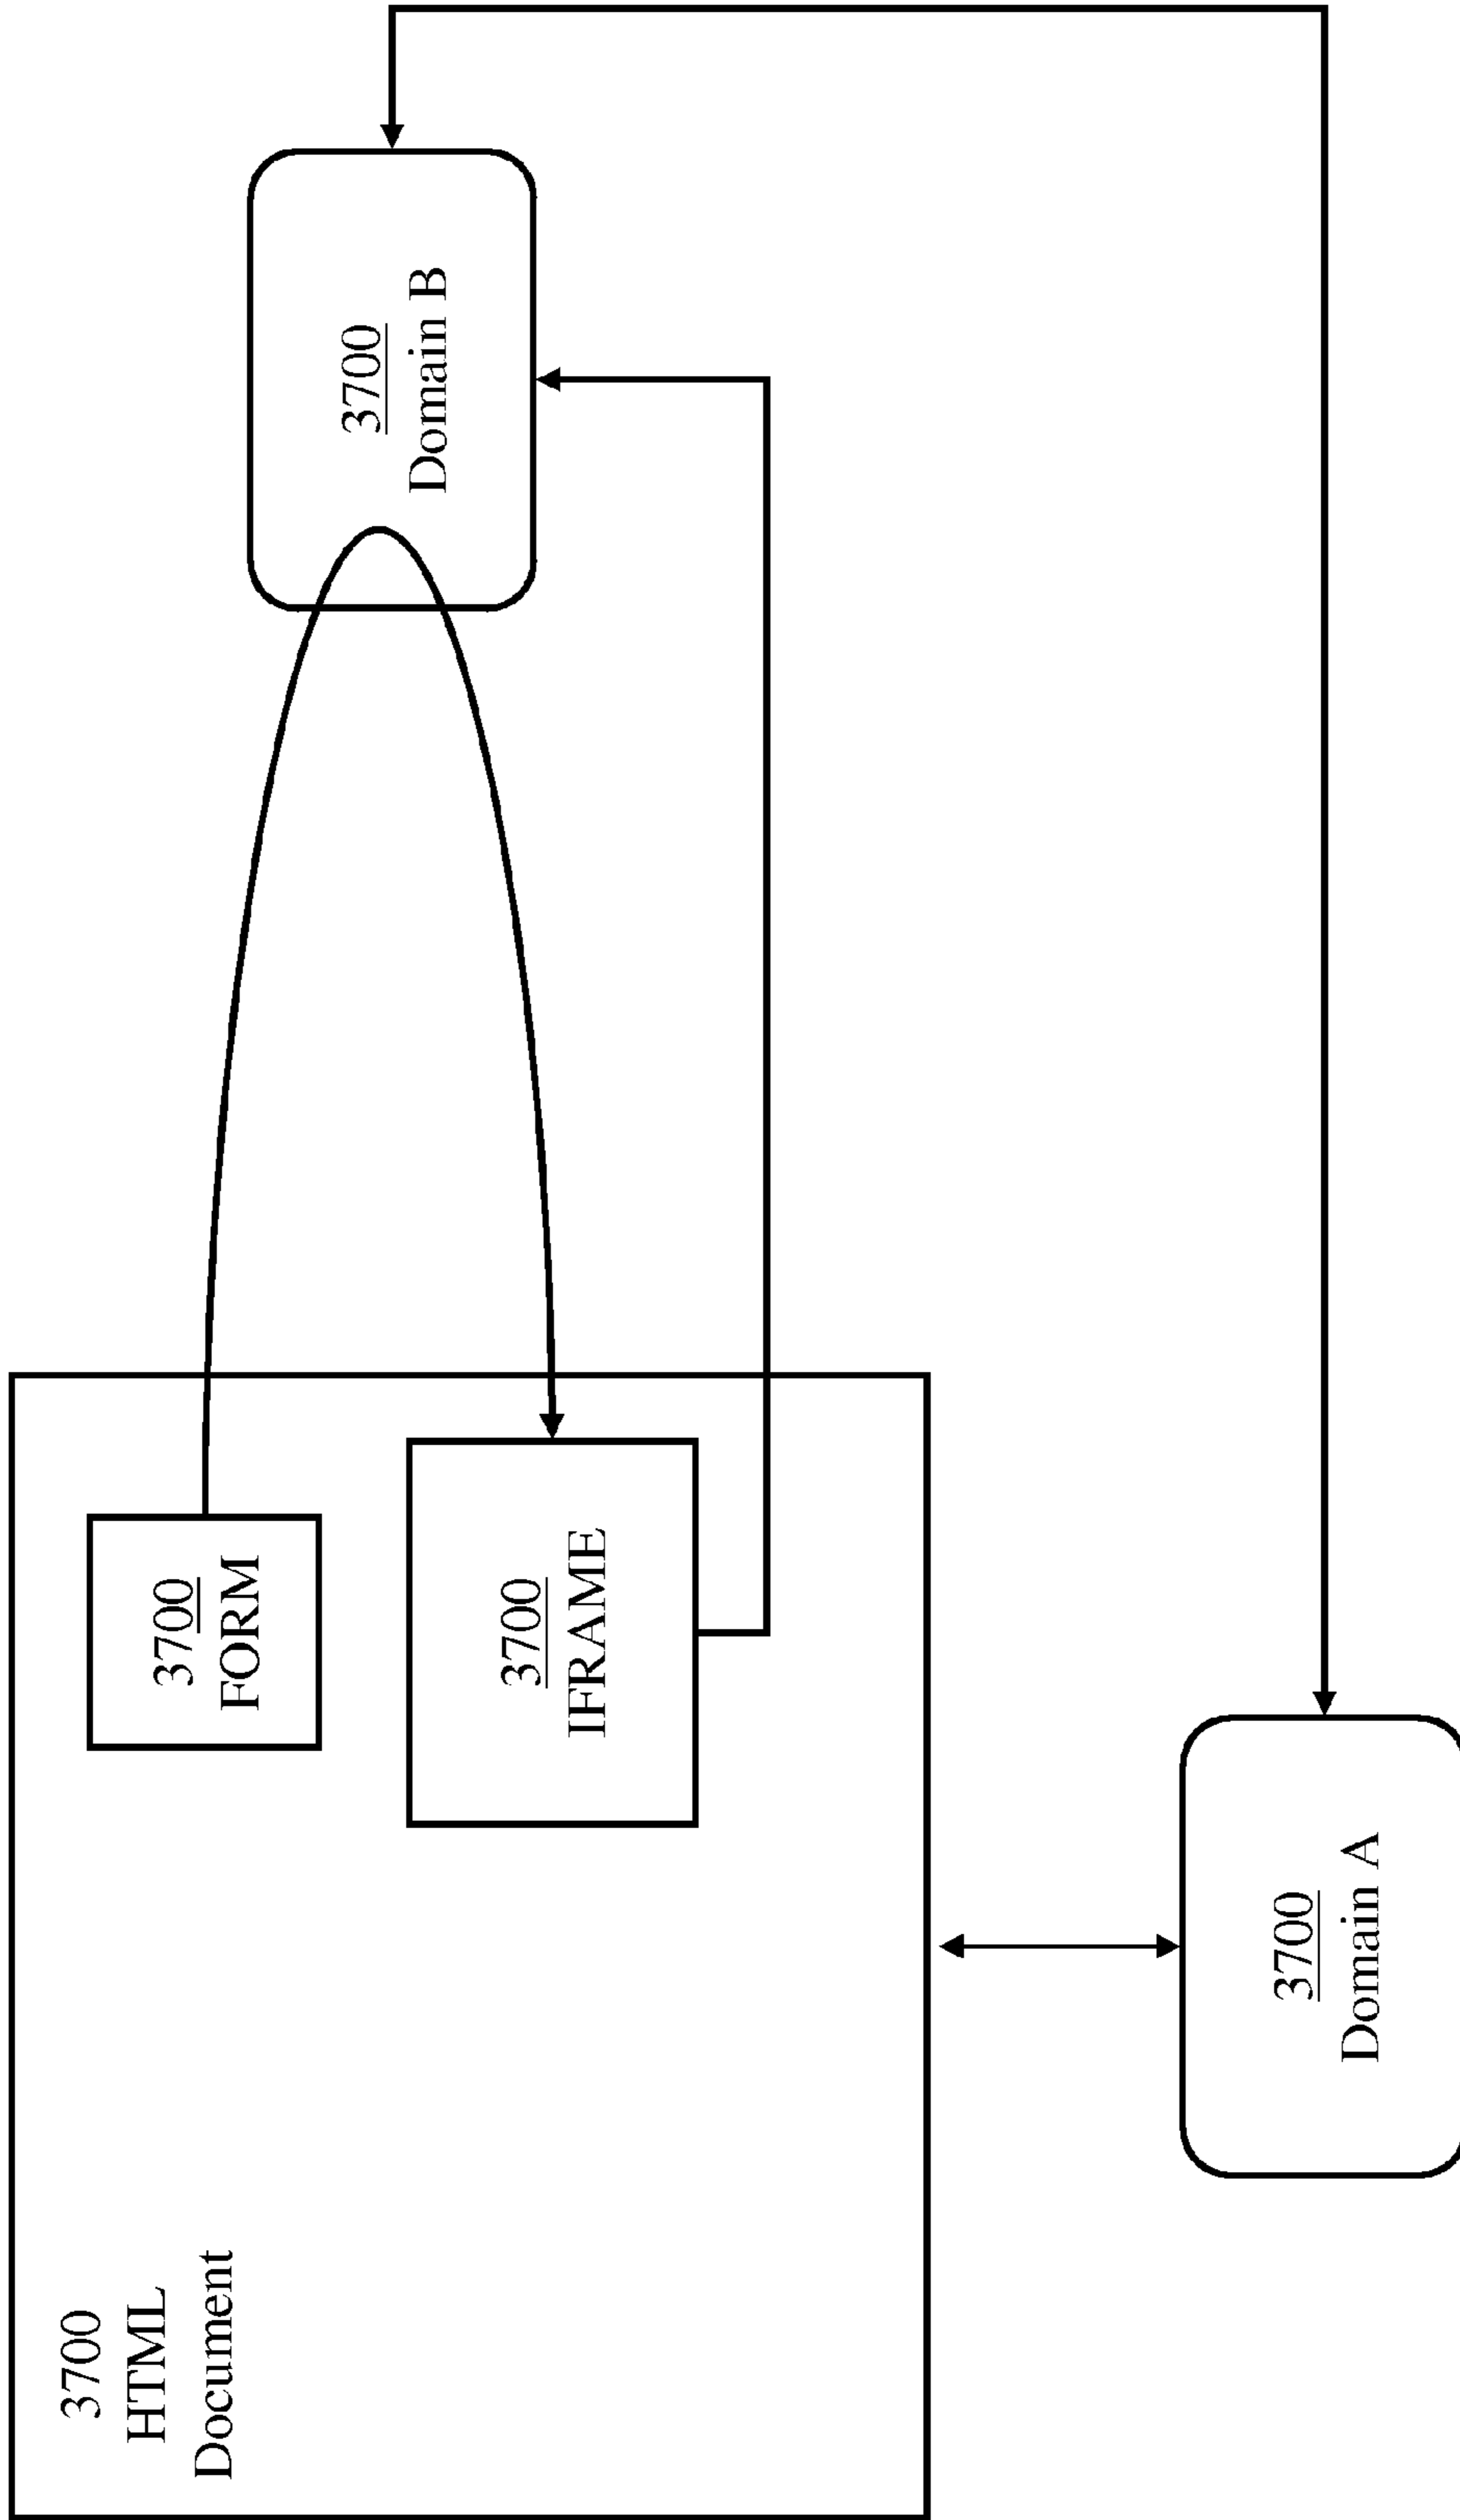 3700
HTML
Document
3700
FORM
3700
IFRAME
3700
Domain B
3700
Domain A